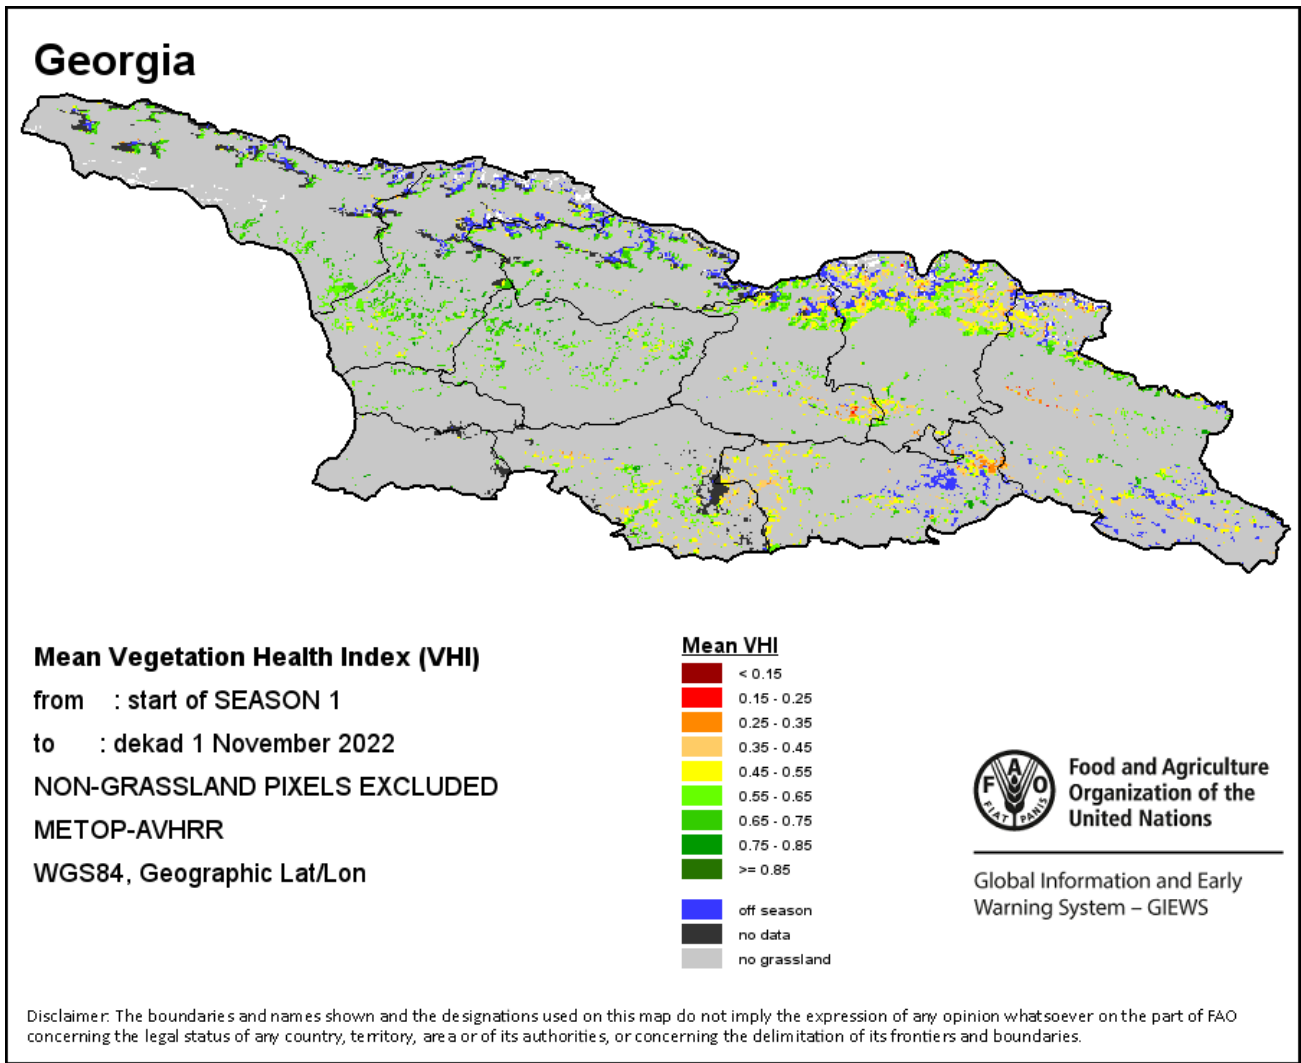 Georgia
Mean Vegetation Health Index (VHI)
from : start of SEASON 1
to : dekad 1 November 2022
NON-GRASSLAND PIXELS EXCLUDED
METOP-AVHRR
WGS84, Geographic Lat/Lon
Mean VHI
< 0.15
0.15 - 0.25
0.25 - 0.35
0.35 - 0.45
0.45 - 0.55
0.55 - 0.65
0.65 - 0.75
0.75 - 0.85
>= 0.85
off season
no data
no grassland
F A O
FIAT PANIS
Food and Agriculture
Organization of the
United Nations
Global Information and Early
Warning System – GIEWS
Disclaimer: The boundaries and names shown and the designations used on this map do not imply the expression of any opinion whatsoever on the part of FAO
concerning the legal status of any country, territory, area or of its authorities, or concerning the delimitation of its frontiers and boundaries.